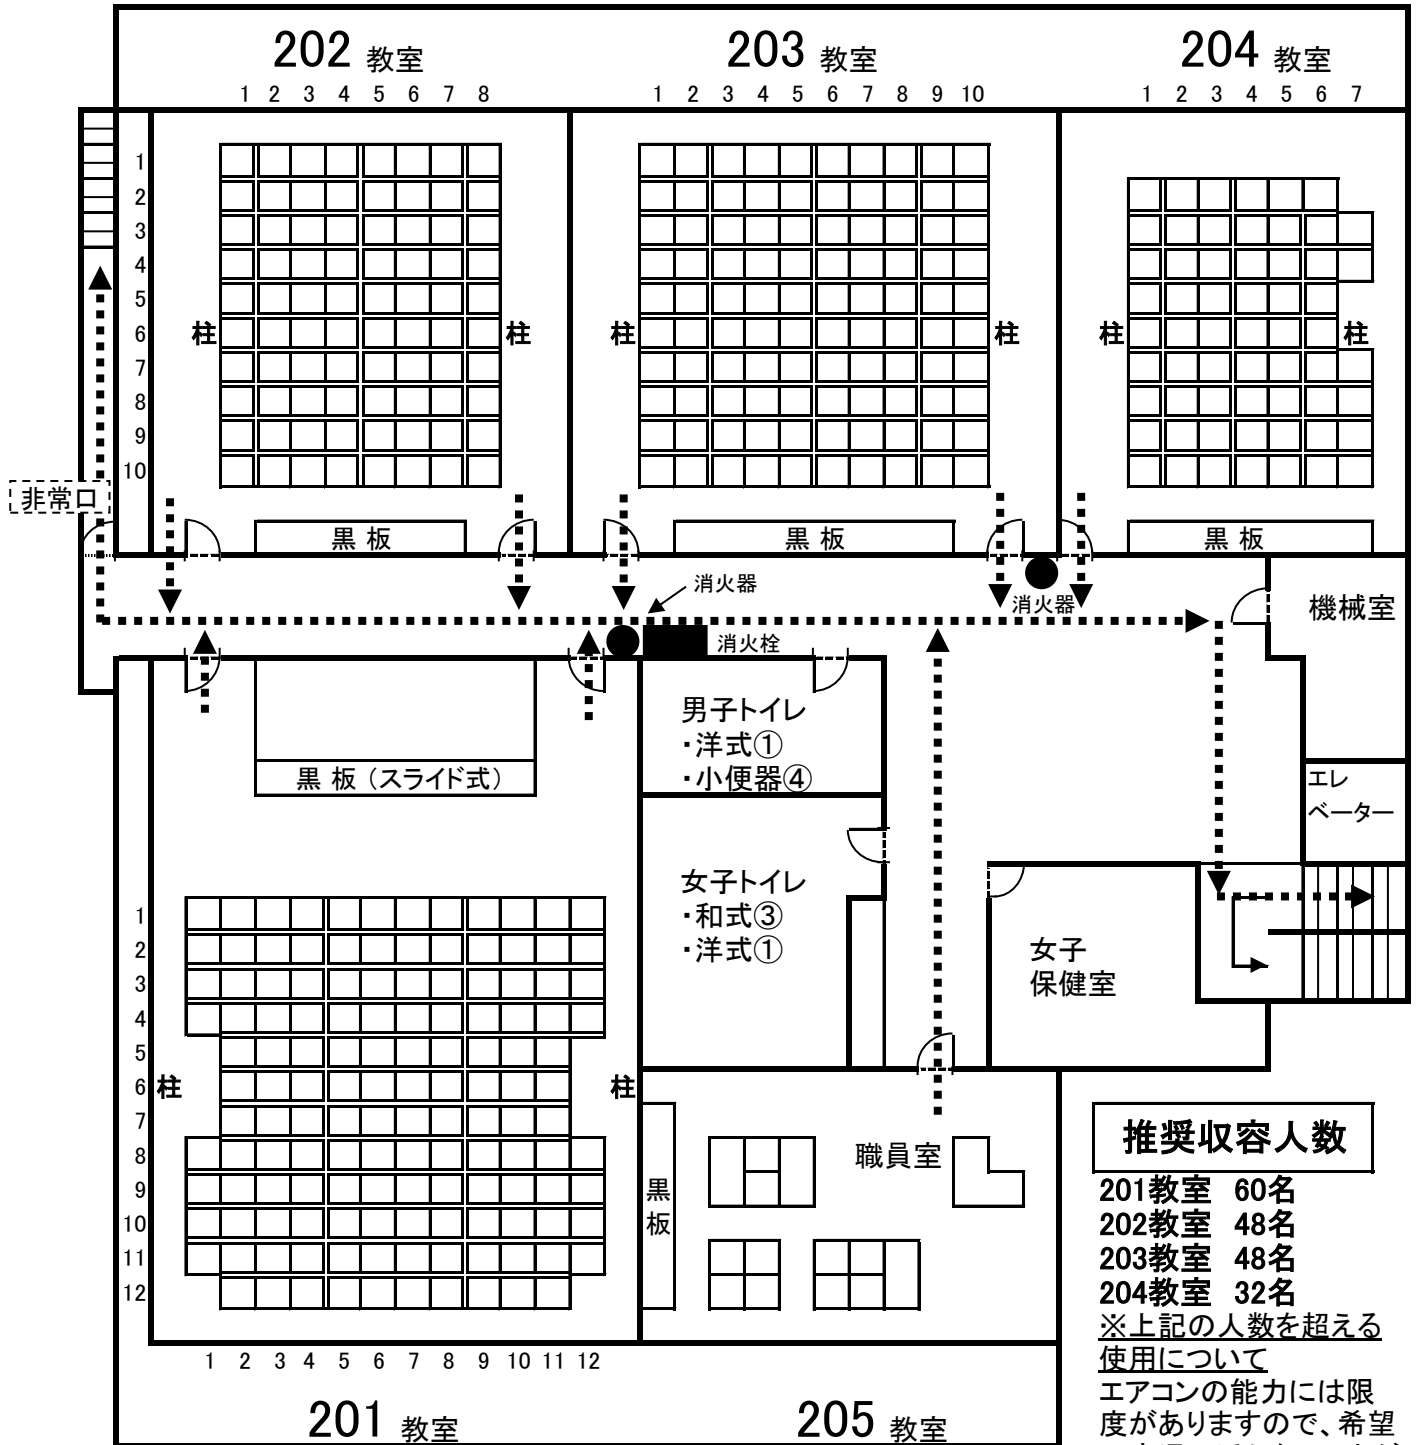 202 教室
203 教室
204 教室
1 2 3 4 5 6 7 8
1 2 3 4 5 6 7 8 9 10
1 2 3 4 5 6 7
1
2
3
4
5
6
7
8
9
10
柱
柱
柱
柱
柱
柱
非常口
黒 板
黒 板
黒 板
消火器
消火器
消火栓
機械室
男子トイレ
・洋式①
・小便器④
黒 板 (スライド式)
エレ
ベーター
女子トイレ
・和式③
・洋式①
女子
保健室
1
2
3
4
5
6
7
8
9
10
11
12
柱
柱
職員室
黒
板
1 2 3 4 5 6 7 8 9 10 11 12
201 教室
205 教室
推奨収容人数
201教室 60名
202教室 48名
203教室 48名
204教室 32名
※上記の人数を超える
使用について
エアコンの能力には限
度がありますので、希望